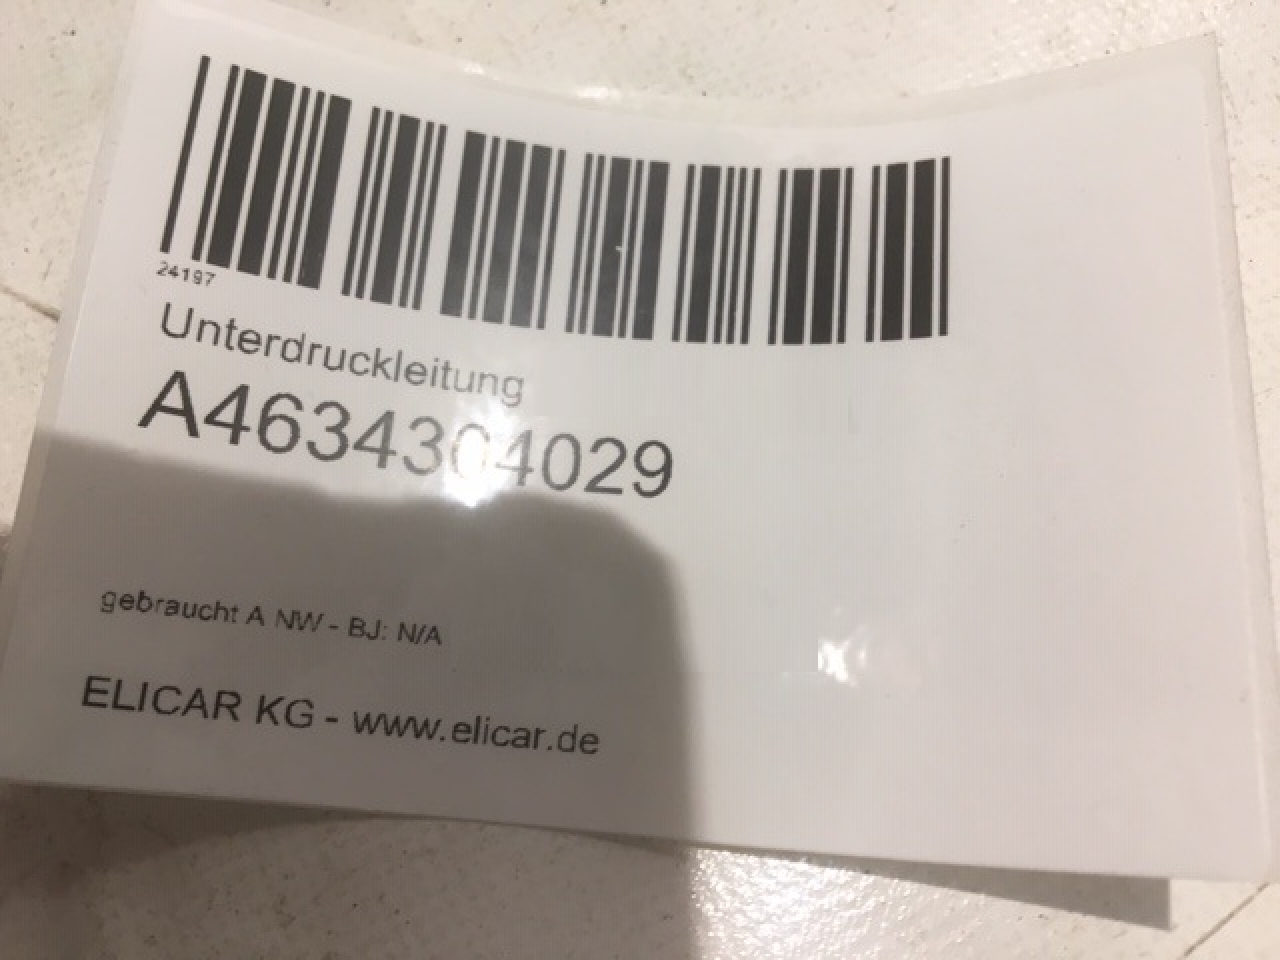 24197
Unterdruckleitung
A4634304029
gebraucht A NW - BJ: N/A
ELICAR KG - www.elicar.de